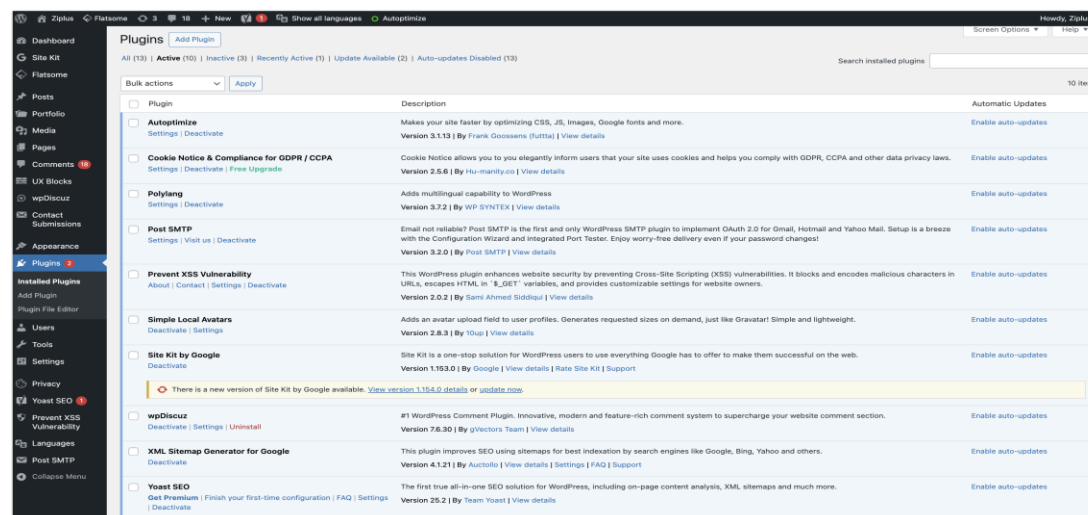 Ziplus Flatsome 3 18 + New 1 Show all languages Autoptimize Howdy, Ziplu
Screen Options ▼ Help ▼
Dashboard
Site Kit
Flatsome
Posts
Portfolio
Media
Pages
Comments 18
UX Blocks
wpDiscuz
Contact
Submissions
Appearance
Plugins 2
Installed Plugins
Add Plugin
Plugin File Editor
Users
Tools
Settings
Privacy
Yoast SEO 1
Prevent XSS
Vulnerability
Languages
Post SMTP
Collapse Menu
Plugins Add Plugin
All (13) | Active (10) | Inactive (3) | Recently Active (1) | Update Available (2) | Auto-updates Disabled (13)
Search installed plugins
Bulk actions Apply 10 ite
Plugin Description Automatic Updates
Autoptimize Makes your site faster by optimizing CSS, JS, Images, Google fonts and more. Enable auto-updates
Settings | Deactivate
Version 3.1.13 | By Frank Goossens (futtta) | View details
Cookie Notice & Compliance for GDPR / CCPA Cookie Notice allows you to you elegantly inform users that your site uses cookies and helps you comply with GDPR, CCPA and other data privacy laws. Enable auto-updates
Settings | Deactivate | Free Upgrade
Version 2.5.6 | By Hu-manity.co | View details
Polylang Adds multilingual capability to WordPress Enable auto-updates
Settings | Deactivate
Version 3.7.2 | By WP SYNTEX | View details
Post SMTP Email not reliable? Post SMTP is the first and only WordPress SMTP plugin to implement OAuth 2.0 for Gmail, Hotmail and Yahoo Mail. Setup is a breeze Enable auto-updates
Settings | Visit us | Deactivate with the Configuration Wizard and integrated Port Tester. Enjoy worry-free delivery even if your password changes!
Version 3.2.0 | By Post SMTP | View details
Prevent XSS Vulnerability This WordPress plugin enhances website security by preventing Cross-Site Scripting (XSS) vulnerabilities. It blocks and encodes malicious characters in Enable auto-updates
About | Contact | Settings | Deactivate URLs, escapes HTML in `$_GET` variables, and provides customizable settings for website owners.
Version 2.0.2 | By Sami Ahmed Siddiqui | View details
Simple Local Avatars Adds an avatar upload field to user profiles. Generates requested sizes on demand, just like Gravatar! Simple and lightweight. Enable auto-updates
Deactivate | Settings
Version 2.8.3 | By 10up | View details
Site Kit by Google Site Kit is a one-stop solution for WordPress users to use everything Google has to offer to make them successful on the web. Enable auto-updates
Deactivate
Version 1.153.0 | By Google | View details | Rate Site Kit | Support
There is a new version of Site Kit by Google available. View version 1.154.0 details or update now.
wpDiscuz #1 WordPress Comment Plugin. Innovative, modern and feature-rich comment system to supercharge your website comment section. Enable auto-updates
Deactivate | Settings | Uninstall
Version 7.6.30 | By gVectors Team | View details
XML Sitemap Generator for Google This plugin improves SEO using sitemaps for best indexation by search engines like Google, Bing, Yahoo and others. Enable auto-updates
Deactivate
Version 4.1.21 | By Auctollo | View details | Settings | FAQ | Support
Yoast SEO The first true all-in-one SEO solution for WordPress, including on-page content analysis, XML sitemaps and much more. Enable auto-updates
Get Premium | Finish your first-time configuration | FAQ | Settings Version 25.2 | By Team Yoast | View details
| Deactivate